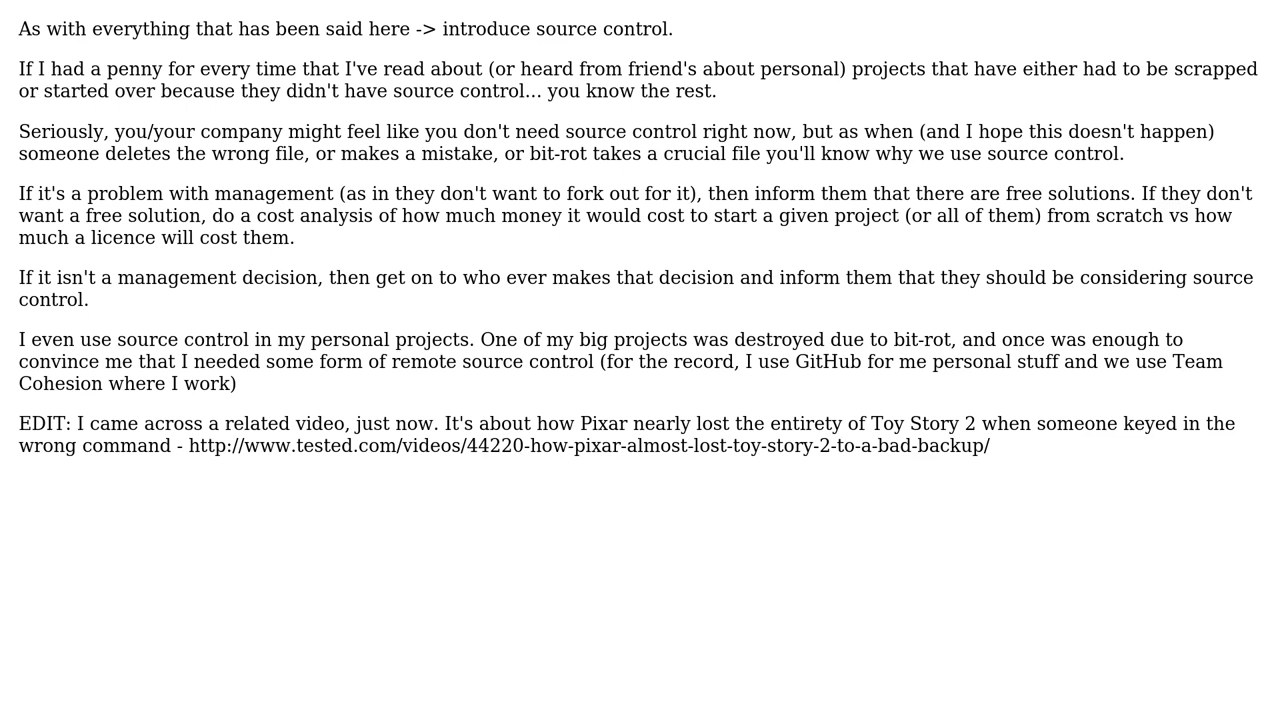 As with everything that has been said here -> introduce source control.
If I had a penny for every time that I've read about (or heard from friend's about personal) projects that have either had to be scrapped
or started over because they didn't have source control... you know the rest.
Seriously, you/your company might feel like you don't need source control right now, but as when (and I hope this doesn't happen)
someone deletes the wrong file, or makes a mistake, or bit-rot takes a crucial file you'll know why we use source control.
If it's a problem with management (as in they don't want to fork out for it), then inform them that there are free solutions. If they don't
want a free solution, do a cost analysis of how much money it would cost to start a given project (or all of them) from scratch vs how
much a licence will cost them.
If it isn't a management decision, then get on to who ever makes that decision and inform them that they should be considering source
control.
I even use source control in my personal projects. One of my big projects was destroyed due to bit-rot, and once was enough to
convince me that I needed some form of remote source control (for the record, I use GitHub for me personal stuff and we use Team
Cohesion where I work)
EDIT: I came across a related video, just now. It's about how Pixar nearly lost the entirety of Toy Story 2 when someone keyed in the
wrong command - http://www.tested.com/videos/44220-how-pixar-almost-lost-toy-story-2-to-a-bad-backup/